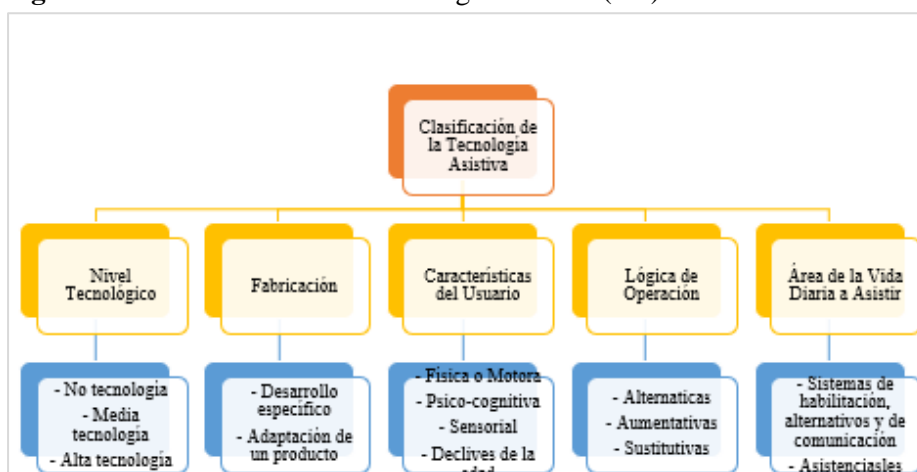 Clasificación de
la Tecnología
Asistiva
Nivel
Tecnológico
Fabricación
Características
del Usuario
Lógica de
Operación
Área de la Vida
Diaria a Asistir
- No tecnología
- Media
tecnología
- Alta tecnología
- Desarrollo
específico
- Adaptación de
un producto
- Física o Motora
- Psico-cognitiva
- Sensorial
- Declives de la
- Alternaticas
- Aumentativas
- Sustitutivas
- Sistemas de
habilitación,
alternativos y de
comunicación
- Asistenciales